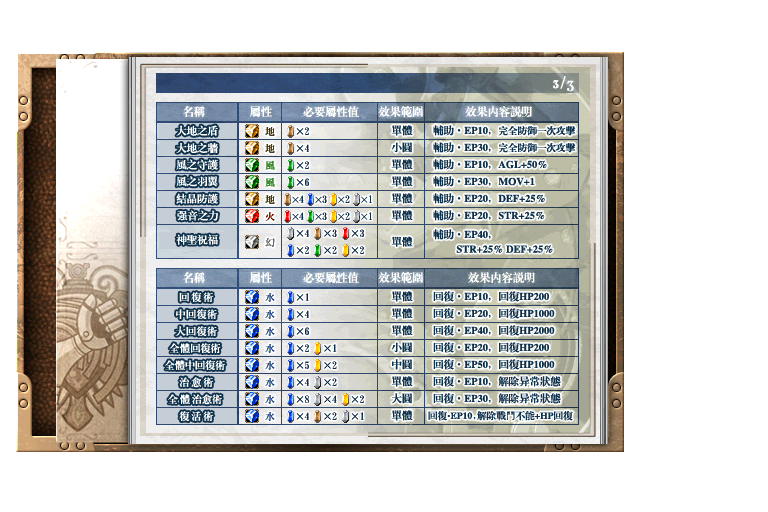 3/3
名稱 屬性 必要屬性值 效果範圍 效果内容説明
大地之盾 地 ×2 單體 輔助・EP10，完全防御一次攻擊
大地之牆 地 ×4 小圓 輔助・EP30，完全防御一次攻擊
風之守護 風 ×2 單體 輔助・EP10，AGL+50%
風之羽翼 風 ×6 單體 輔助・EP30，MOV+1
結晶防護 地 ×4 ×3 ×2 ×1 單體 輔助・EP20，DEF+25%
强音之力 火 ×4 ×3 ×2 ×1 單體 輔助・EP20，STR+25%
神聖祝福 幻 ×4 ×3 ×3 單體 輔助・EP40，
×2 ×2 ×2 STR+25% DEF+25%
名稱 屬性 必要屬性值 效果範圍 效果内容説明
回復術 水 ×1 單體 回復・EP10，回復HP200
中回復術 水 ×4 單體 回復・EP20，回復HP1000
大回復術 水 ×6 單體 回復・EP40，回復HP2000
全體回復術 水 ×2 ×1 小圓 回復・EP20，回復HP200
全體中回復術 水 ×5 ×2 中圓 回復・EP50，回復HP1000
治愈術 水 ×4 ×2 單體 回復・EP10，解除异常狀態
全體治愈術 水 ×8 ×4 ×2 大圓 回復・EP30，解除异常狀態
復活術 水 ×4 ×2 ×1 單體 回復・EP10，解除戰鬥不能+HP回復